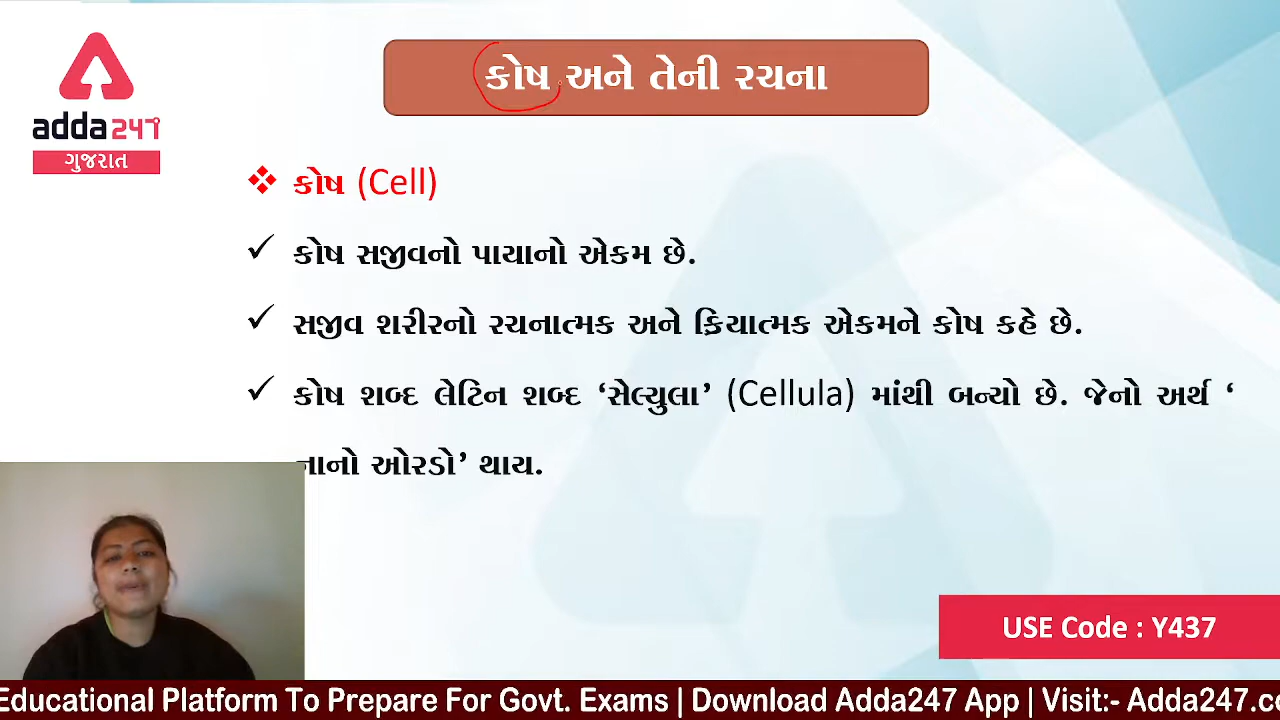 adda247
ગુજરાત
કોષ અને તેની રચના
કોષ (Cell)
કોષ સજીવનો પાયાનો એકમ છે.
સજીવ શરીરનો રચનાત્મક અને ક્રિયાત્મક એકમને કોષ કહે છે.
કોષ શબ્દ લેટિન શબ્દ ‘સેલ્યુલા’ (Cellula) માંથી બન્યો છે. જેનો અર્થ ‘
નાનો ઓરડો’ થાય.
USE Code : Y437
Educational Platform To Prepare For Govt. Exams | Download Adda247 App | Visit:- Adda247.co